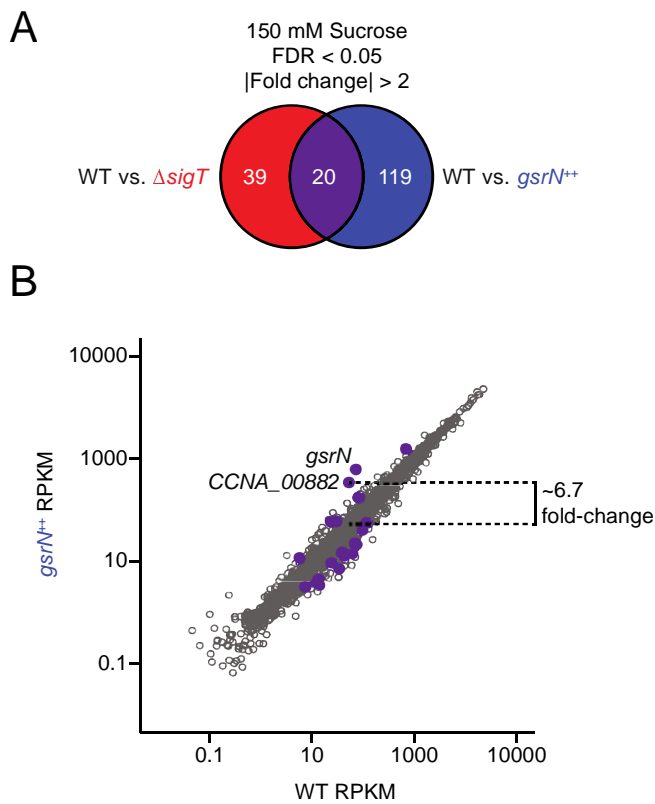 A
150 mM Sucrose
FDR < 0.05
|Fold change| > 2
WT vs. ΔsigT
39
20
119
WT vs. gsrN⁺⁺
B
10000
1000
10
0.1
gsrN⁺⁺ RPKM
gsrN
CCNA_00882
~6.7
fold-change
0.1
10
1000
10000
WT RPKM